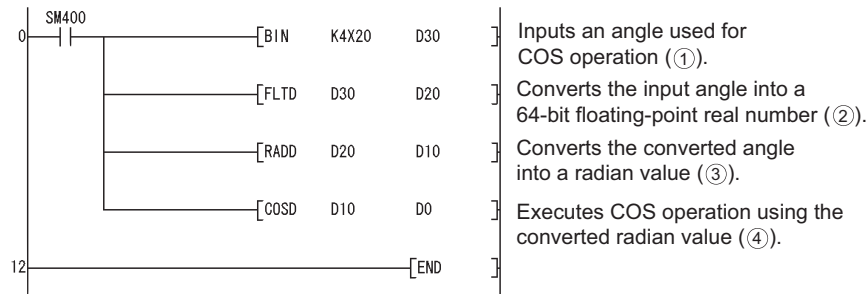 SM400
0 [BIN K4X20 D30 ] Inputs an angle used for
COS operation (①).
[FLTD D30 D20 ] Converts the input angle into a
64-bit floating-point real number (②).
[RADD D20 D10 ] Converts the converted angle
into a radian value (③).
[COSD D10 D0 ] Executes COS operation using the
converted radian value (④).
12 [END ]